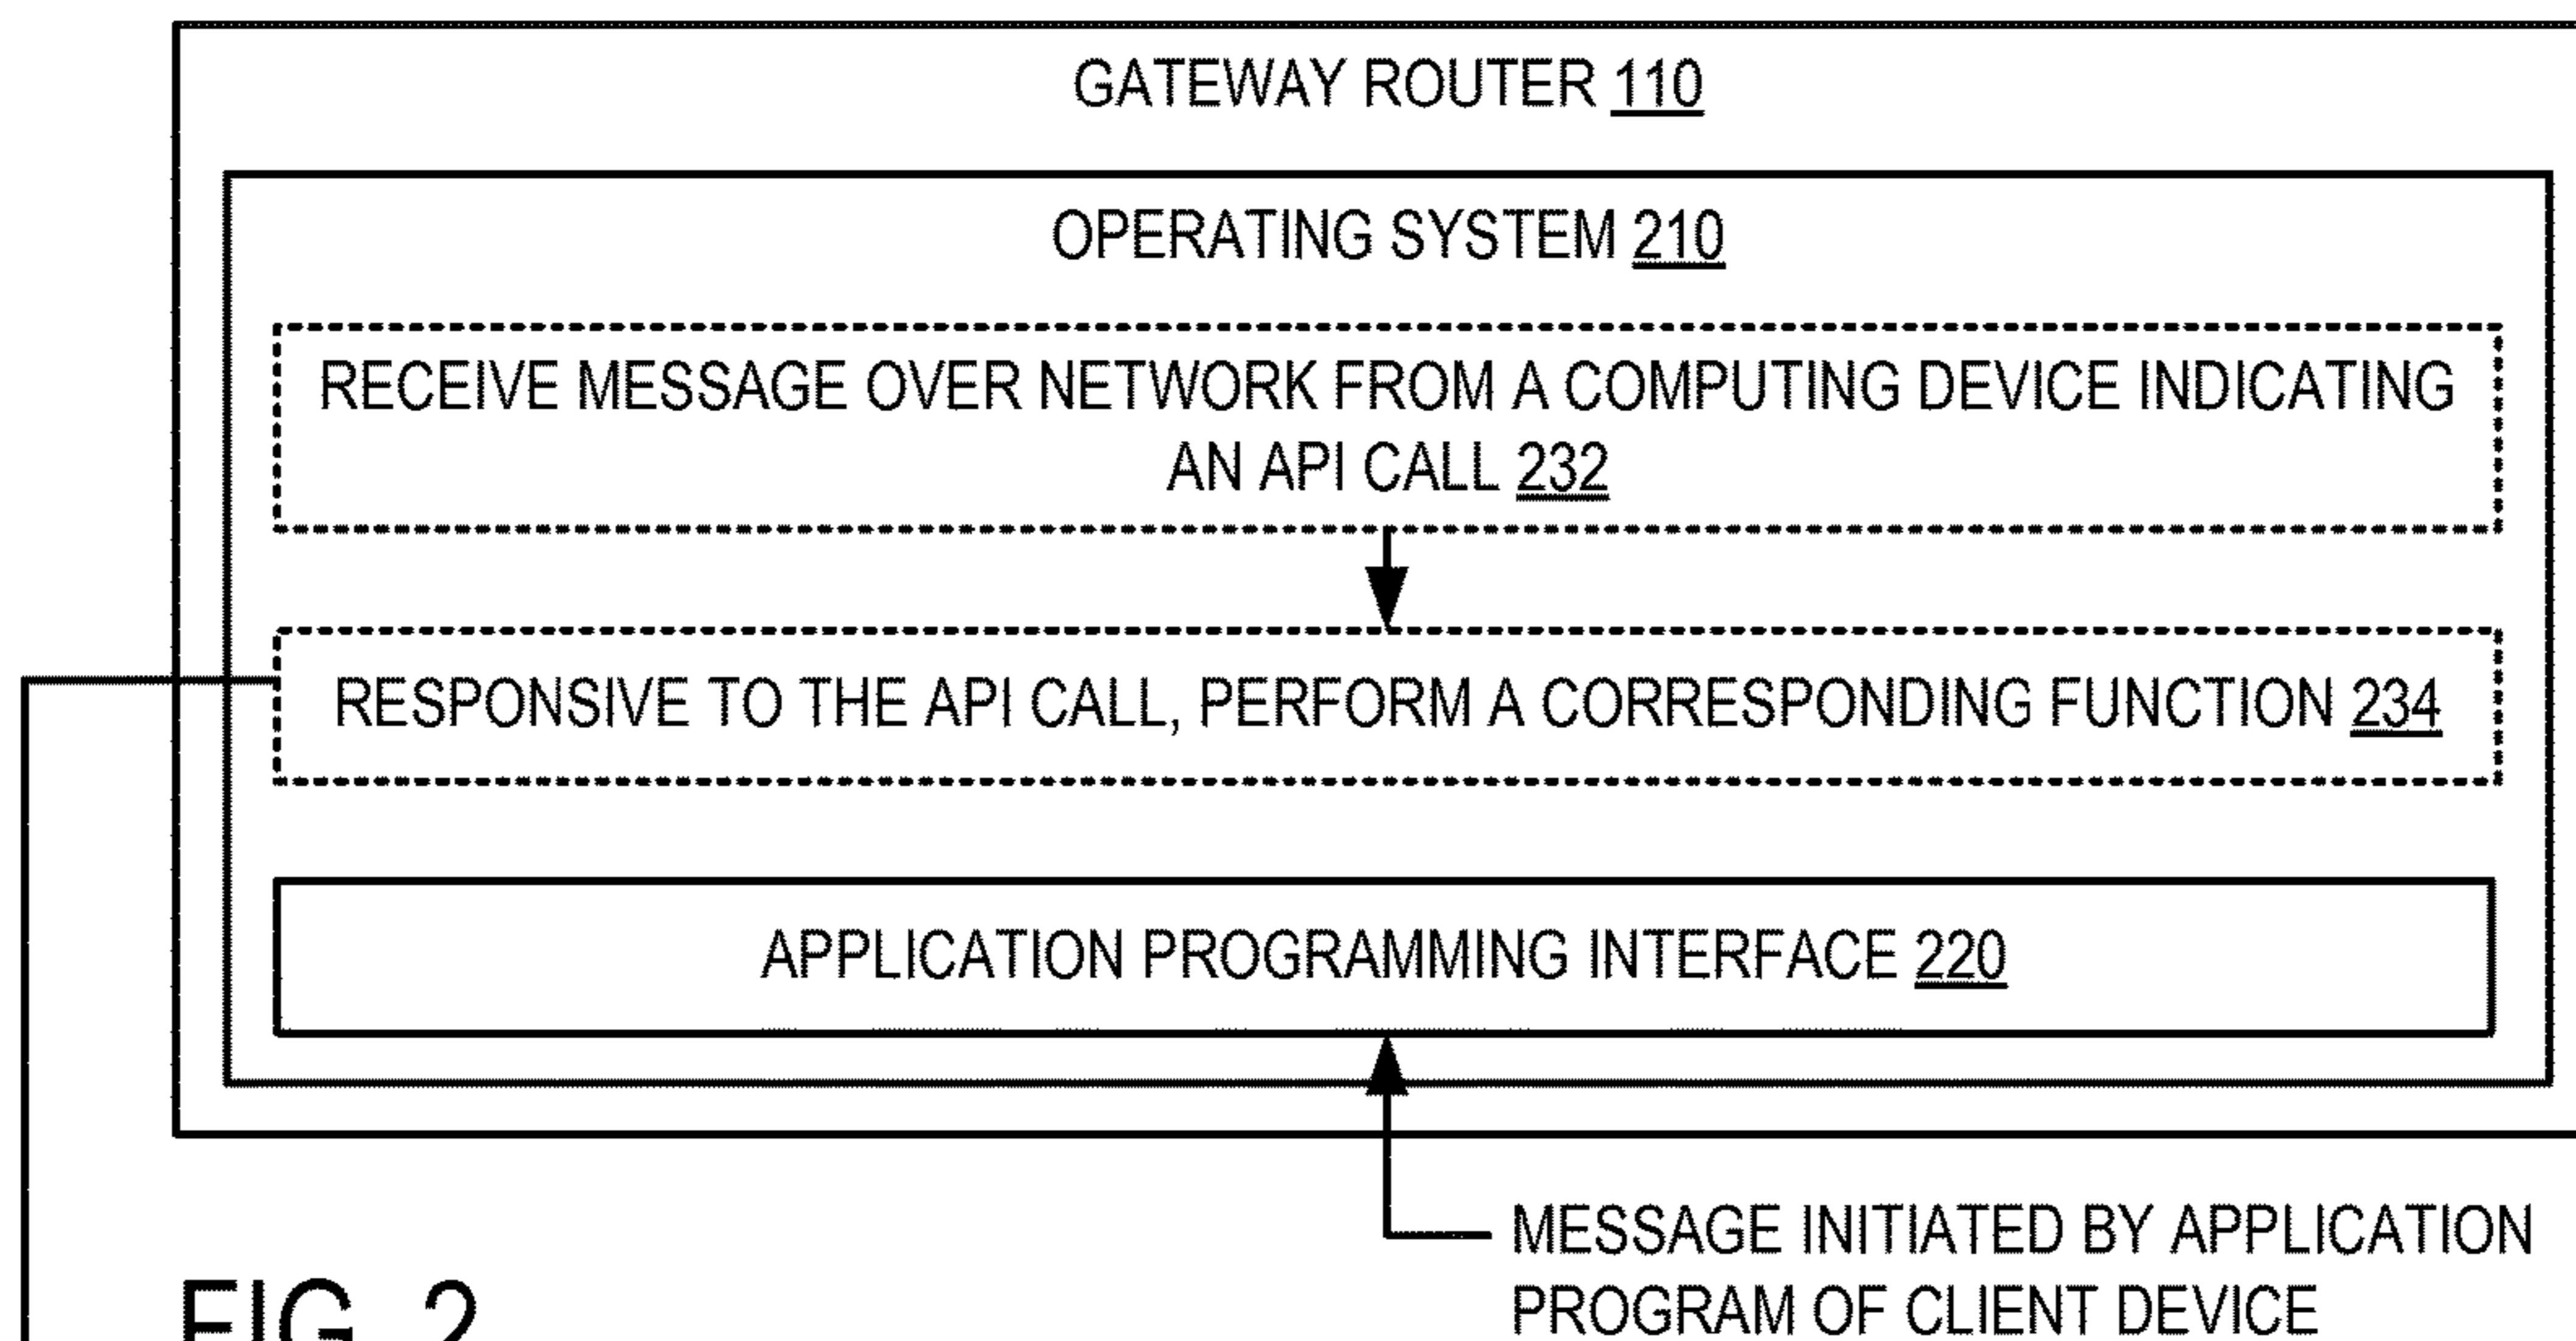 GATEWAY ROUTER 110
OPERATING SYSTEM 210
RECEIVE MESSAGE OVER NETWORK FROM A COMPUTING DEVICE INDICATING
AN API CALL 232
RESPONSIVE TO THE API CALL, PERFORM A CORRESPONDING FUNCTION 234
APPLICATION PROGRAMMING INTERFACE 220
MESSAGE INITIATED BY APPLICATION
PROGRAM OF CLIENT DEVICE
FIG. 2